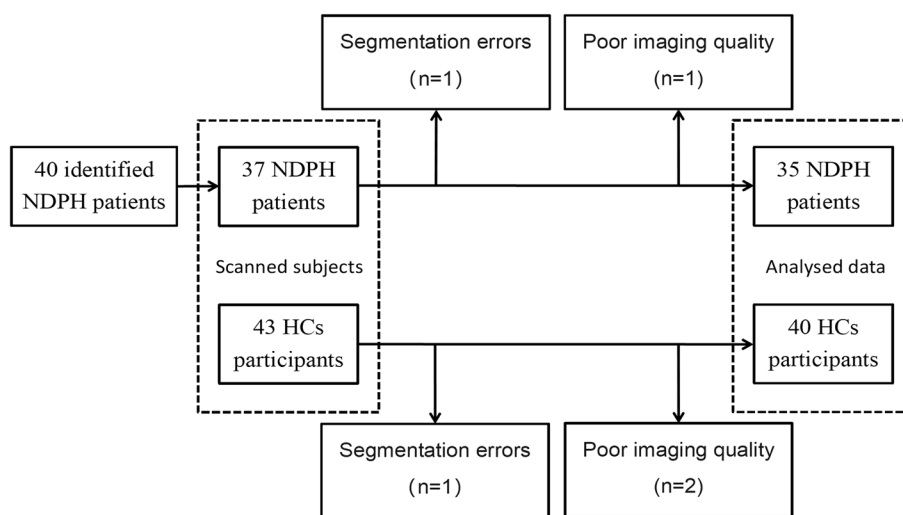 Segmentation errors
(n=1)
Poor imaging quality
(n=1)
40 identified
NDPH patients
37 NDPH
patients
35 NDPH
patients
Scanned subjects
Analysed data
43 HCs
participants
40 HCs
participants
Segmentation errors
(n=1)
Poor imaging quality
(n=2)